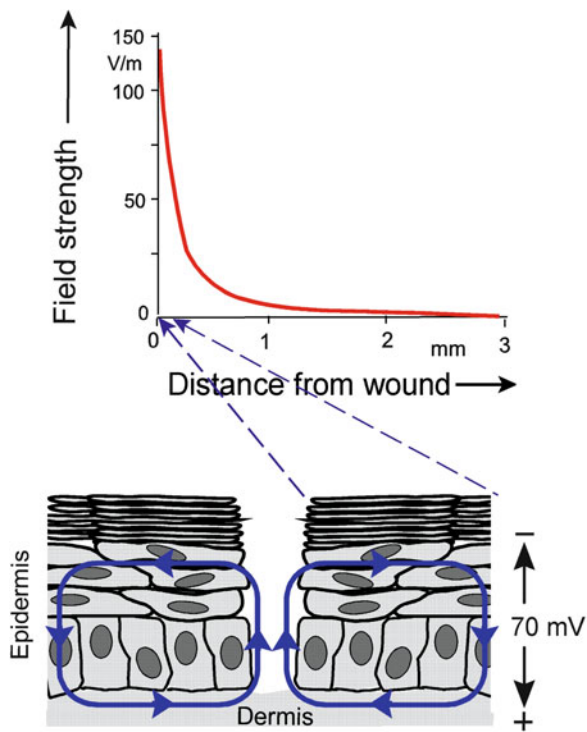 150
V/m
100
50
0
Field strength
0
1
2
3
mm
Distance from wound
Epidermis
−
70 mV
+
Dermis